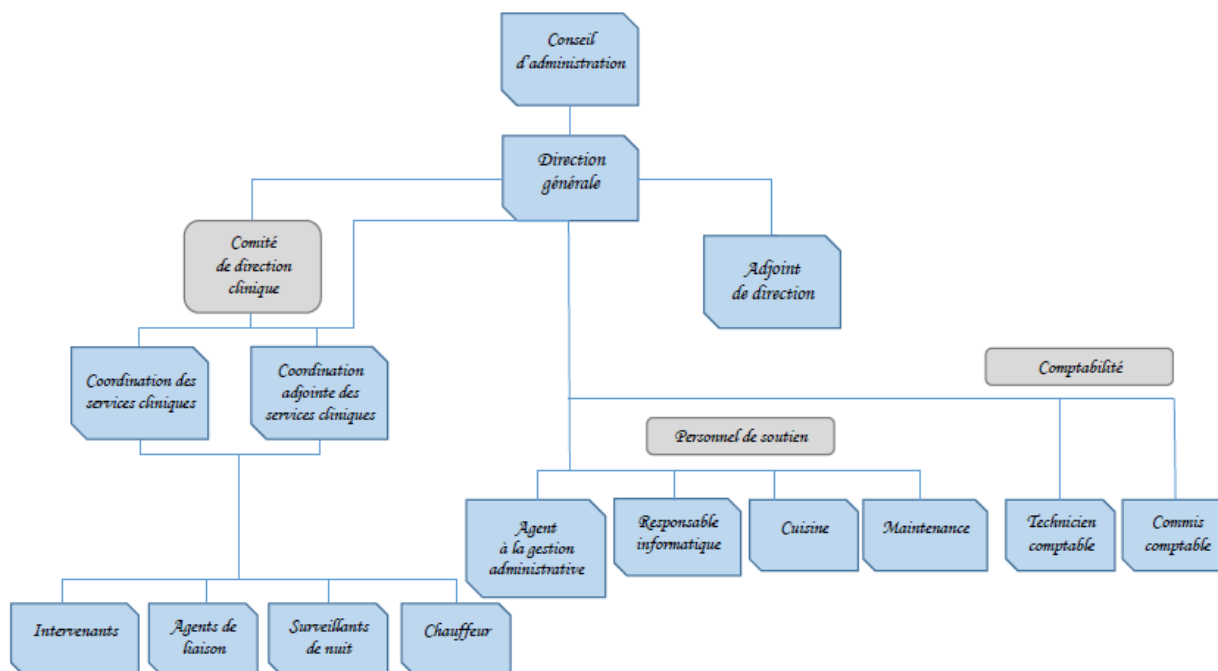 Conseil
d'administration
Direction
générale
Comité
de direction
clinique
Adjoint
de direction
Coordination des
services cliniques
Coordination
adjointe des
services cliniques
Comptabilité
Personnel de soutien
Agent
à la gestion
administrative
Responsable
informatique
Cuisine
Maintenance
Technicien
comptable
Commis
comptable
Intervenants
Agents de
liaison
Surveillants
de nuit
Chauffeur